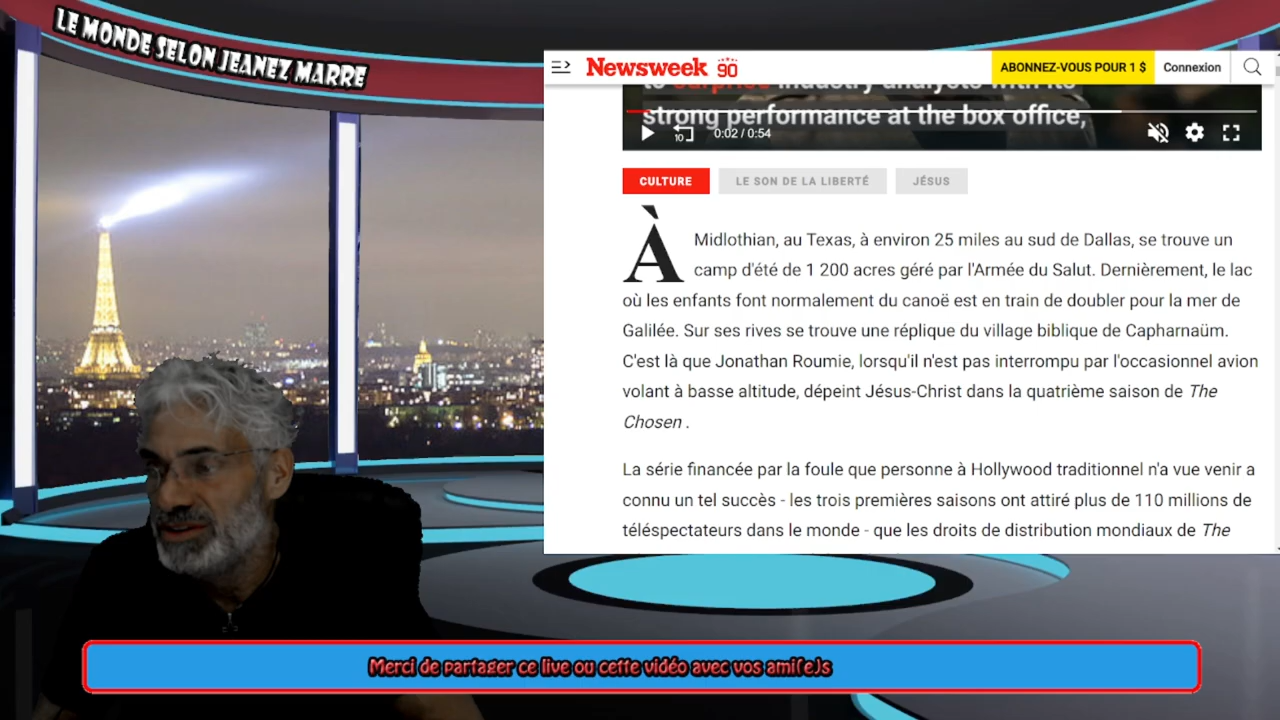 LE MONDE SELON JEANEZ MARRE
Newsweek 90
ABONNEZ-VOUS POUR 1 $
Connexion
to surprise industry analysts with its
strong performance at the box office,
10
0:02 / 0:54
CULTURE
LE SON DE LA LIBERTÉ
JÉSUS
À Midlothian, au Texas, à environ 25 miles au sud de Dallas, se trouve un
camp d'été de 1 200 acres géré par l'Armée du Salut. Dernièrement, le lac
où les enfants font normalement du canoë est en train de doubler pour la mer de
Galilée. Sur ses rives se trouve une réplique du village biblique de Capharnaüm.
C'est là que Jonathan Roumie, lorsqu'il n'est pas interrompu par l'occasionnel avion
volant à basse altitude, dépeint Jésus-Christ dans la quatrième saison de The
Chosen .
La série financée par la foule que personne à Hollywood traditionnel n'a vue venir a
connu un tel succès - les trois premières saisons ont attiré plus de 110 millions de
téléspectateurs dans le monde - que les droits de distribution mondiaux de The
Merci de partager ce live ou cette vidéo avec vos ami(e)s